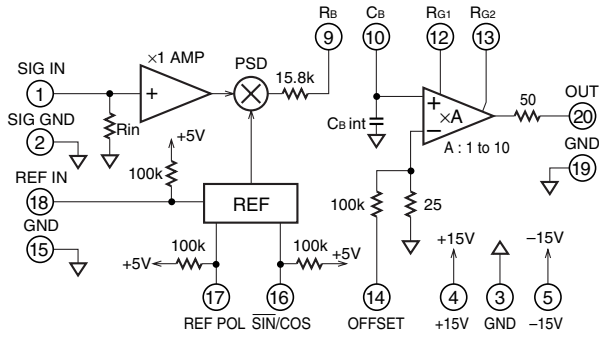 RB CB RG1 RG2
9 10 12 13
×1 AMP
PSD
15.8k
SIG IN
1
+
SIG GND
2
Rin
+5V
100k
CB int
+
−
×A
A : 1 to 10
50
OUT
20
GND
19
REF IN
18
REF
100k
25
GND
15
+5V
100k
100k
+5V
+15V
−15V
17 16 14 4 3 5
REF POL SIN/COS OFFSET +15V GND −15V